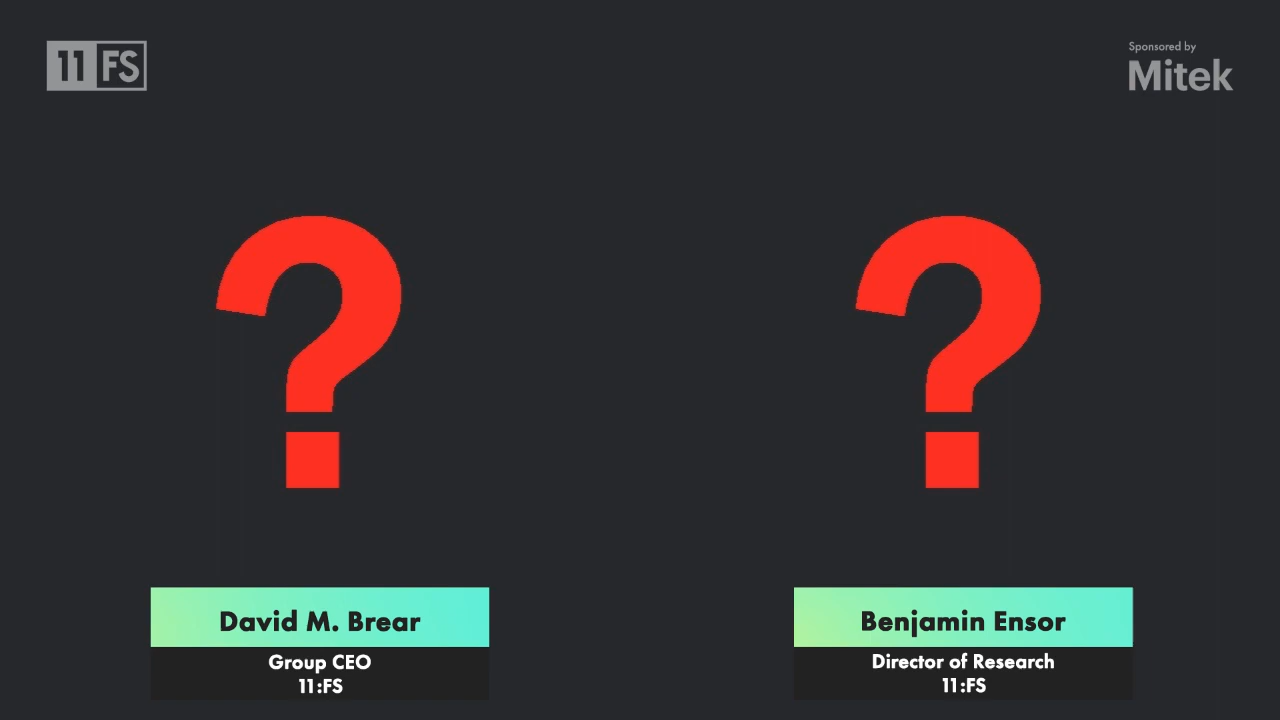 11:FS
Sponsored by
Mitek
? ?
David M. Brear
Group CEO
11:FS
Benjamin Ensor
Director of Research
11:FS